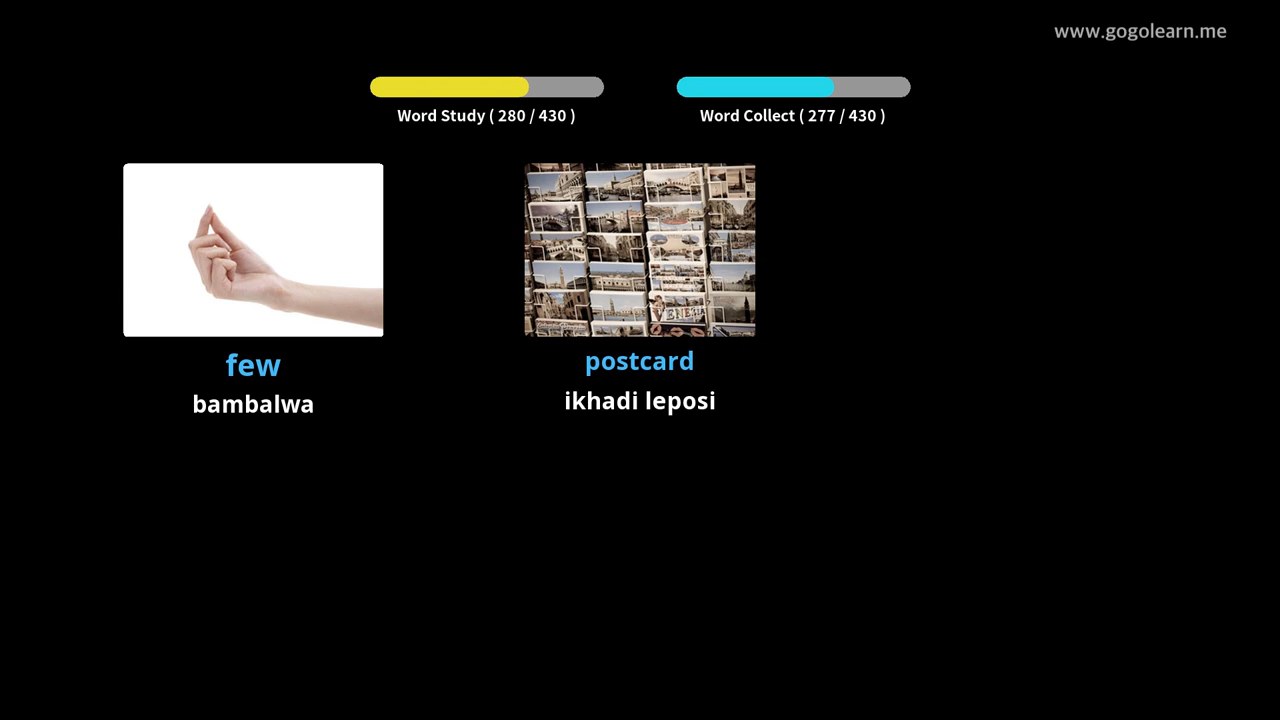 www.gogolearn.me
Word Study ( 280 / 430 )
Word Collect ( 277 / 430 )
few
bambalwa
postcard
ikhadi leposi